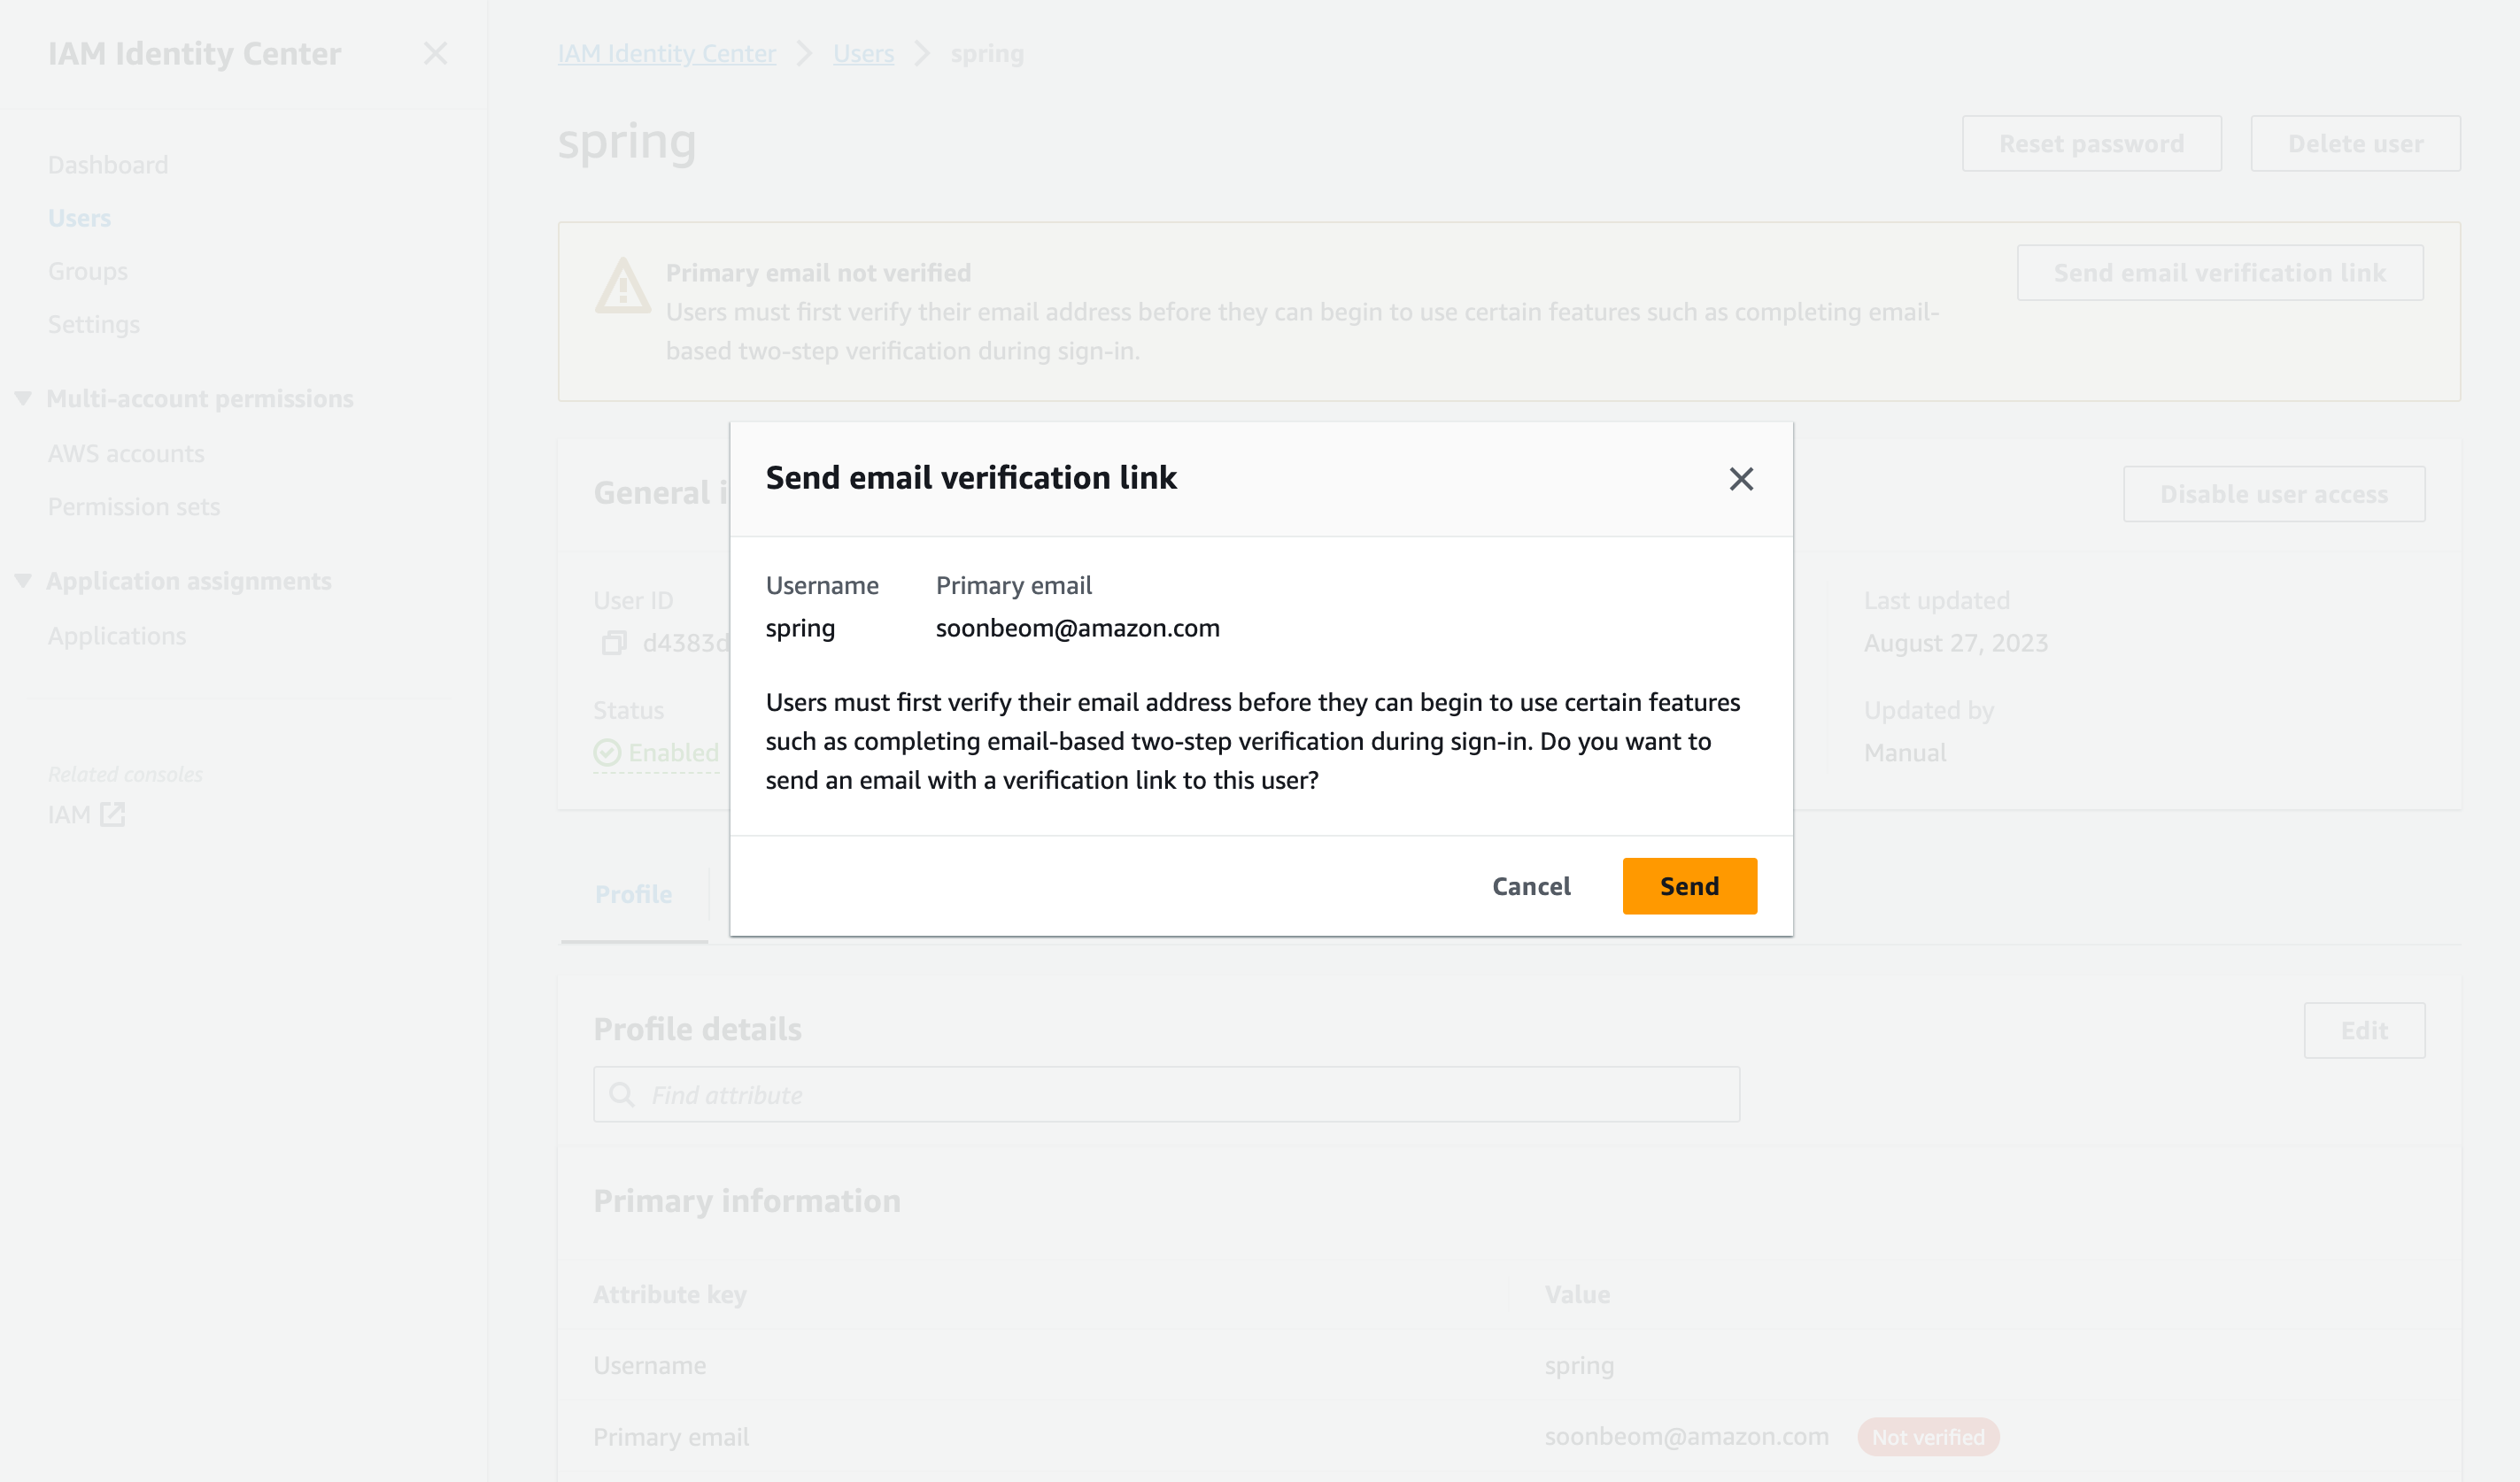 IAM Identity Center
Dashboard
Users
Groups
Settings
Multi-account permissions
AWS accounts
Permission sets
Application assignments
Applications
Related consoles
IAM
IAM Identity Center > Users > spring
spring
Reset password
Delete user
Primary email not verified
Users must first verify their email address before they can begin to use certain features such as completing email-
based two-step verification during sign-in.
Send email verification link
General i
Disable user access
User ID
d4383d
Status
Enabled
Last updated
August 27, 2023
Updated by
Manual
Send email verification link
Username Primary email
spring soonbeom@amazon.com
Users must first verify their email address before they can begin to use certain features
such as completing email-based two-step verification during sign-in. Do you want to
send an email with a verification link to this user?
Cancel Send
Profile
Profile details
Edit
Find attribute
Primary information
Attribute key Value
Username spring
Primary email soonbeom@amazon.com Not verified